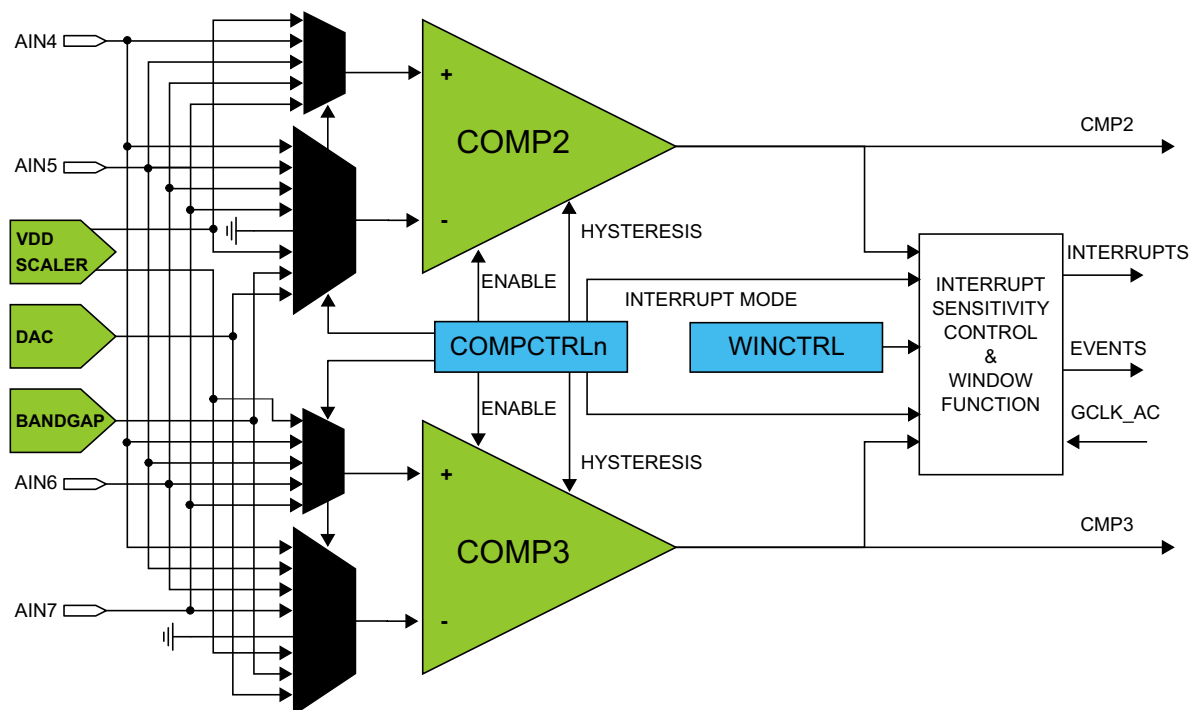 AIN4
+
COMP2
CMP2
AIN5
-
HYSTERESIS
VDD
SCALER
ENABLE
INTERRUPT MODE
INTERRUPT
SENSITIVITY
CONTROL
&
WINDOW
FUNCTION
INTERRUPTS
DAC
COMPCTRLn
WINCTRL
EVENTS
BANDGAP
ENABLE
GCLK_AC
HYSTERESIS
AIN6
+
COMP3
CMP3
AIN7
-